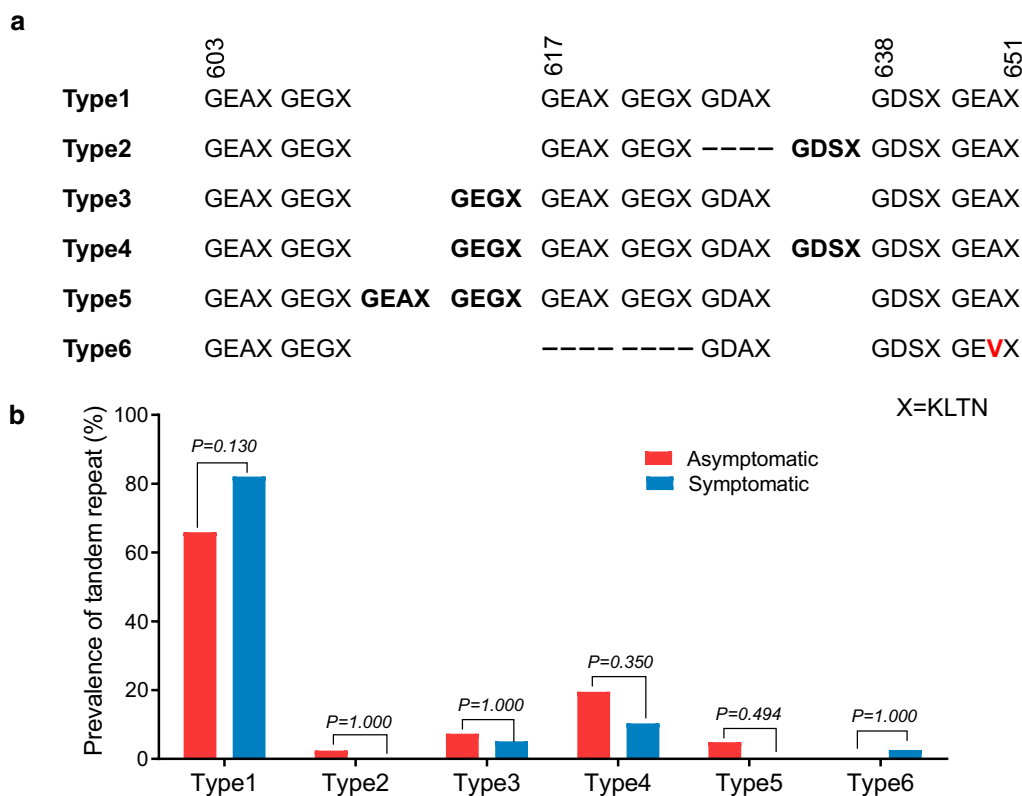 a
603 617 638 651
Type1 GEAX GEGX GEAX GEGX GDAX GDSX GEAX
Type2 GEAX GEGX GEAX GEGX ---- GDSX GDSX GEAX
Type3 GEAX GEGX GEGX GEAX GEGX GDAX GDSX GEAX
Type4 GEAX GEGX GEGX GEAX GEGX GDAX GDSX GDSX GEAX
Type5 GEAX GEGX GEAX GEGX GEAX GEGX GDAX GDSX GEAX
Type6 GEAX GEGX ---- ---- GDAX GDSX GEVX
X=KLTN
b
Prevalence of tandem repeat (%)
100
80
60
40
20
0
P=0.130
P=1.000
P=1.000
P=0.350
P=0.494
P=1.000
Asymptomatic
Symptomatic
Type1 Type2 Type3 Type4 Type5 Type6